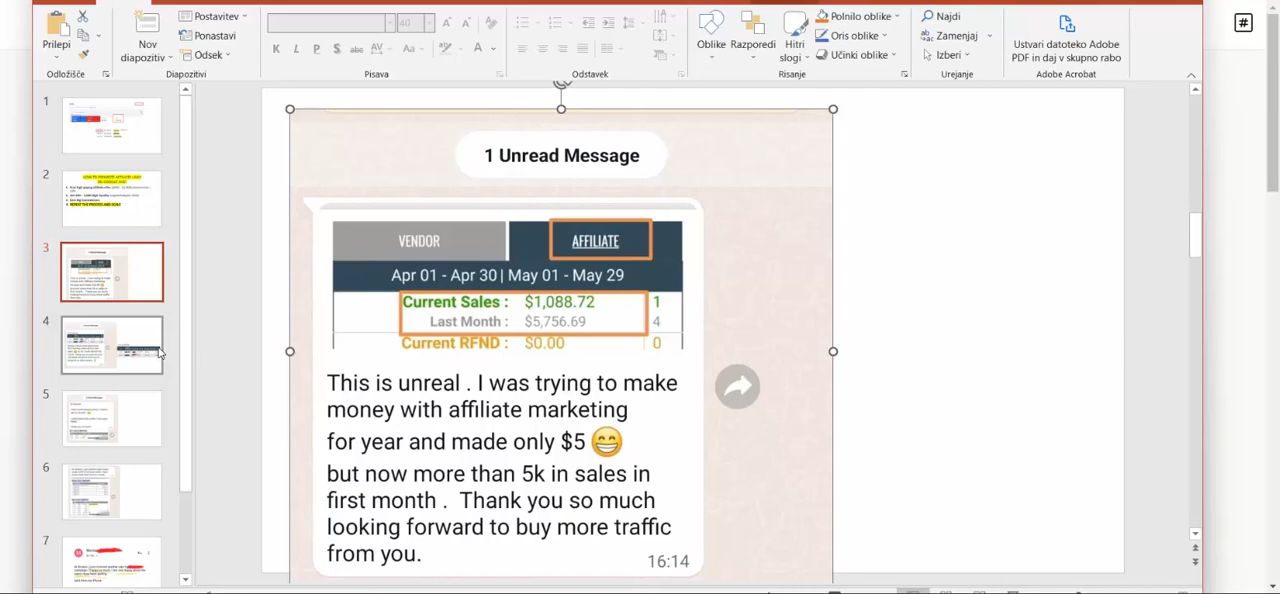 Prilepi
Odložišče
Nov
diapozitiv
Postavitev
Ponastavi
Odsek
Diapozitivi
40
K L P S abc AV Aa A
Pisava
Odstavek
Oblike
Razporedi
Hitri
slogi
Polnilo oblike
Oris oblike
Učinki oblike
Risanje
Najdi
Zamenjaj
Izberi
Urejanje
Ustvari datoteko Adobe
PDF in daj v skupno rabo
Adobe Acrobat
#
1
2
3
4
5
6
7
1 Unread Message
VENDOR
AFFILIATE
Apr 01 - Apr 30 | May 01 - May 29
Current Sales : $1,088.72 1
Last Month : $5,756.69 4
Current RFND : $0.00 0
This is unreal . I was trying to make
money with affiliate marketing
for year and made only $5 😁
but now more than 5k in sales in
first month . Thank you so much
looking forward to buy more traffic
from you.
16:14